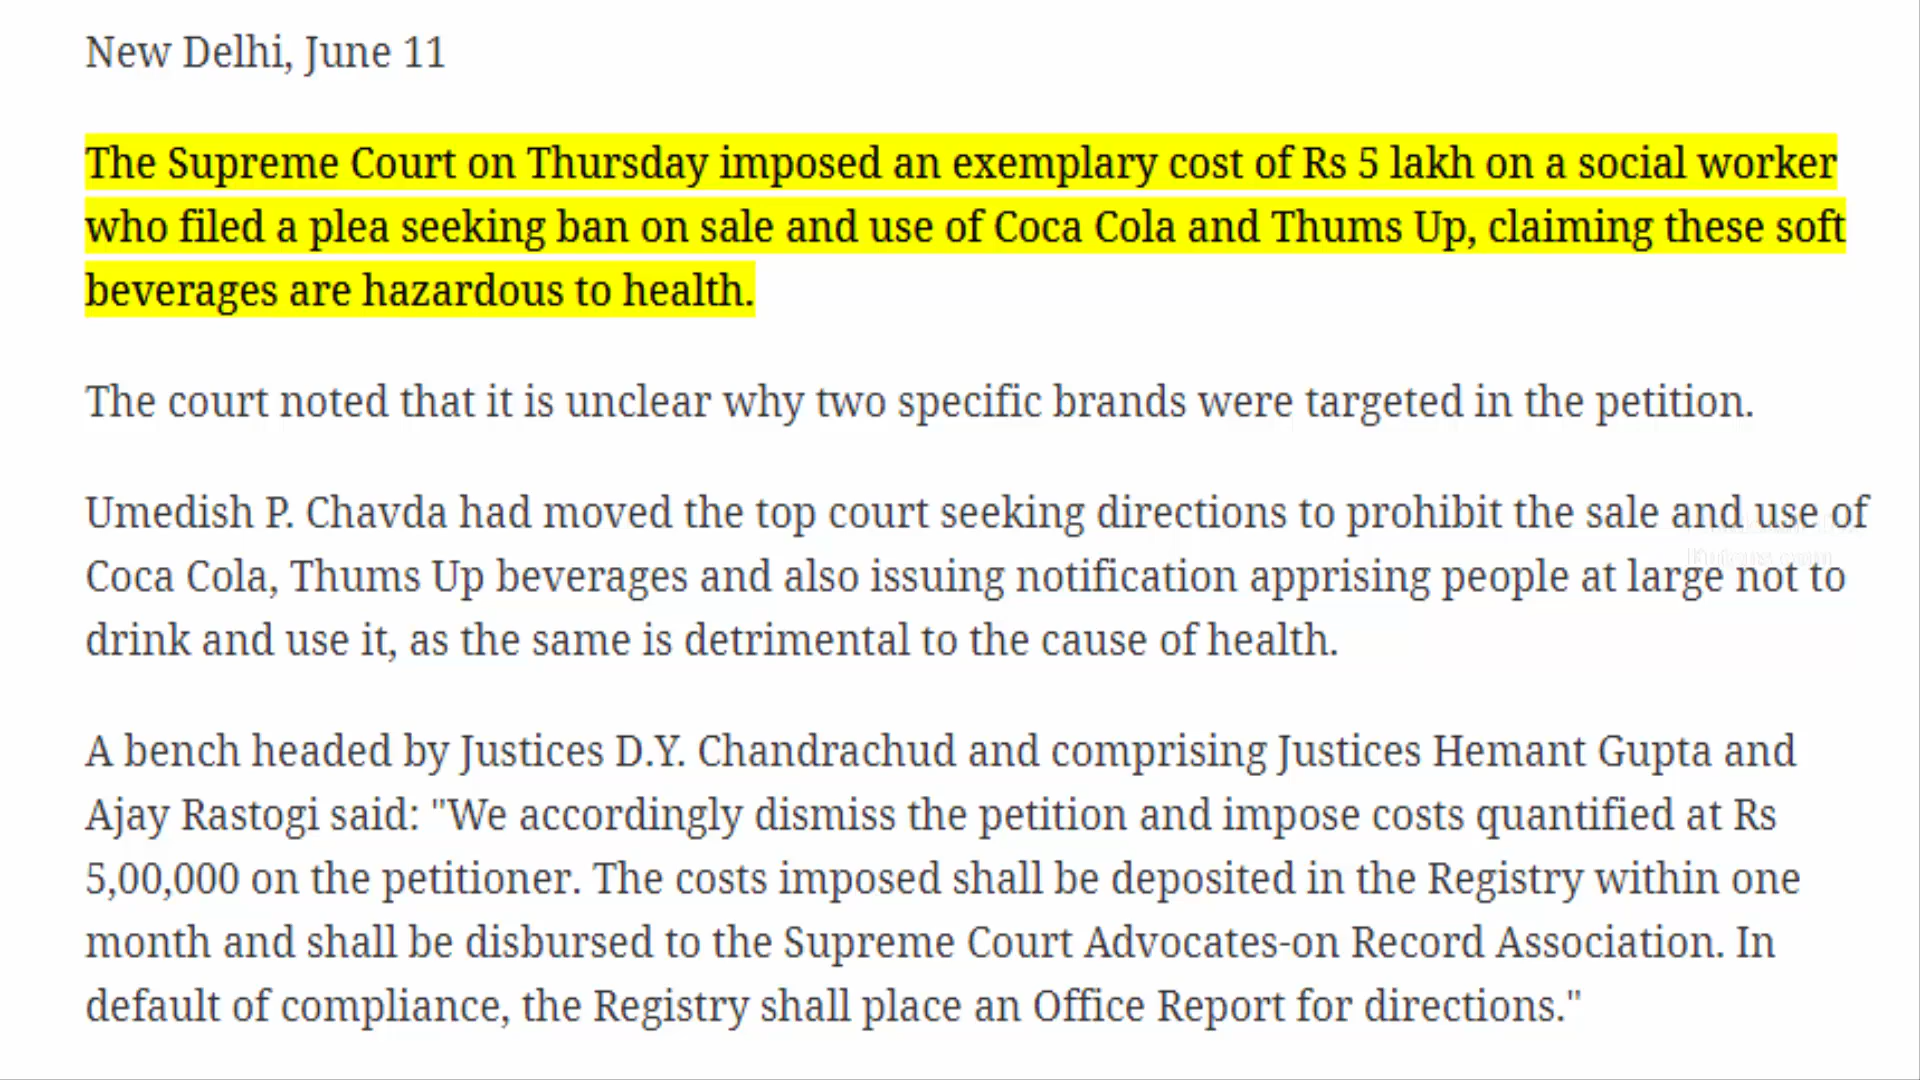 New Delhi, June 11
The Supreme Court on Thursday imposed an exemplary cost of Rs 5 lakh on a social worker
who filed a plea seeking ban on sale and use of Coca Cola and Thums Up, claiming these soft
beverages are hazardous to health.
The court noted that it is unclear why two specific brands were targeted in the petition.
Umedish P. Chavda had moved the top court seeking directions to prohibit the sale and use of
Coca Cola, Thums Up beverages and also issuing notification apprising people at large not to
drink and use it, as the same is detrimental to the cause of health.
A bench headed by Justices D.Y. Chandrachud and comprising Justices Hemant Gupta and
Ajay Rastogi said: "We accordingly dismiss the petition and impose costs quantified at Rs
5,00,000 on the petitioner. The costs imposed shall be deposited in the Registry within one
month and shall be disbursed to the Supreme Court Advocates-on Record Association. In
default of compliance, the Registry shall place an Office Report for directions."